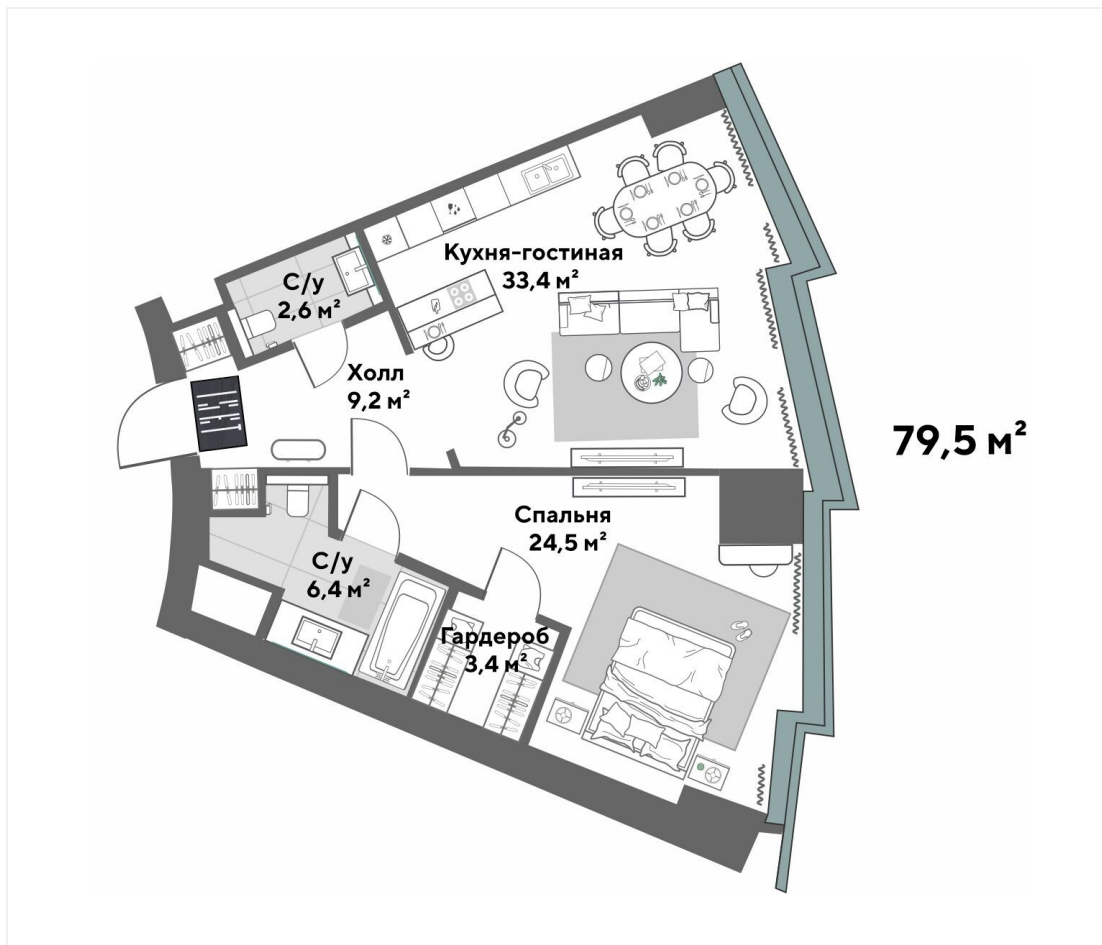 Кухня-гостиная
33,4 м²
С/у
2,6 м²
Холл
9,2 м²
79,5 м²
Спальня
24,5 м²
С/у
6,4 м²
Гардероб
3,4 м²